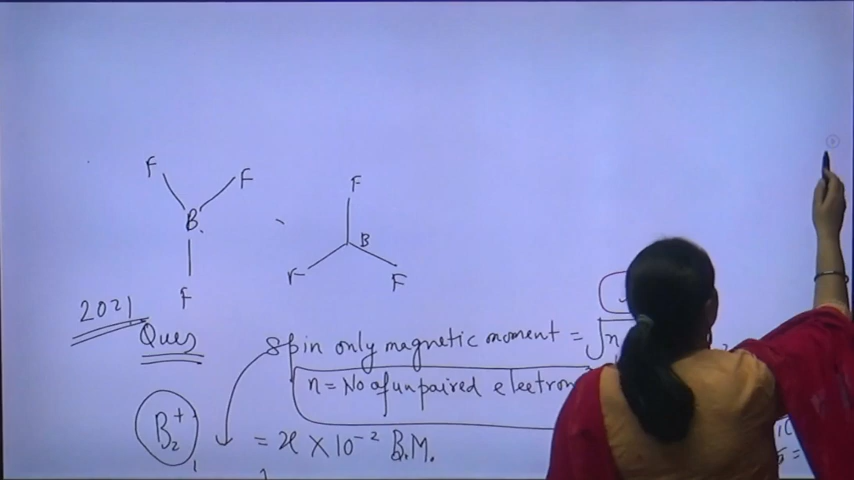 F
F
B
F
F
B
F
F
2021
Ques
Spin only magnetic moment = √n
n = No of unpaired electron
B₂⁺
= x × 10⁻² B.M.